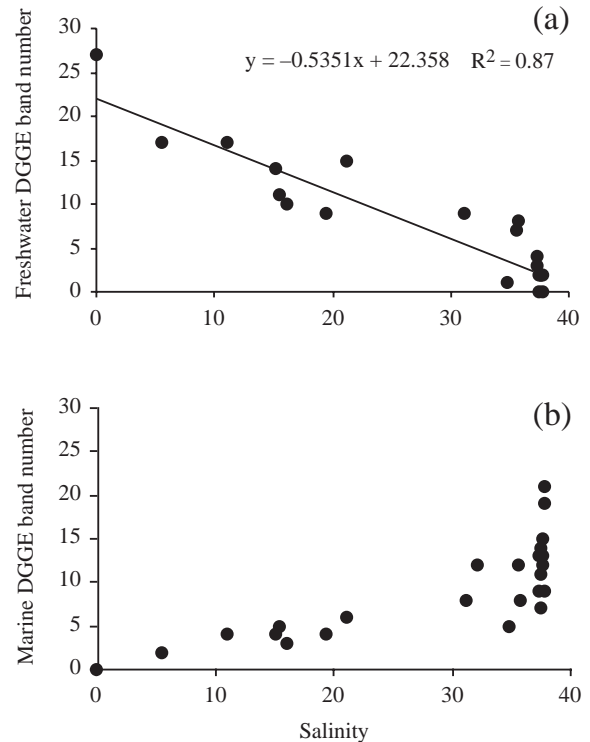 (a)
Freshwater DGGE band number
y = –0.5351x + 22.358 R² = 0.87
30
25
20
15
10
5
0
0 10 20 30 40
(b)
Marine DGGE band number
30
25
20
15
10
5
0
0 10 20 30 40
Salinity